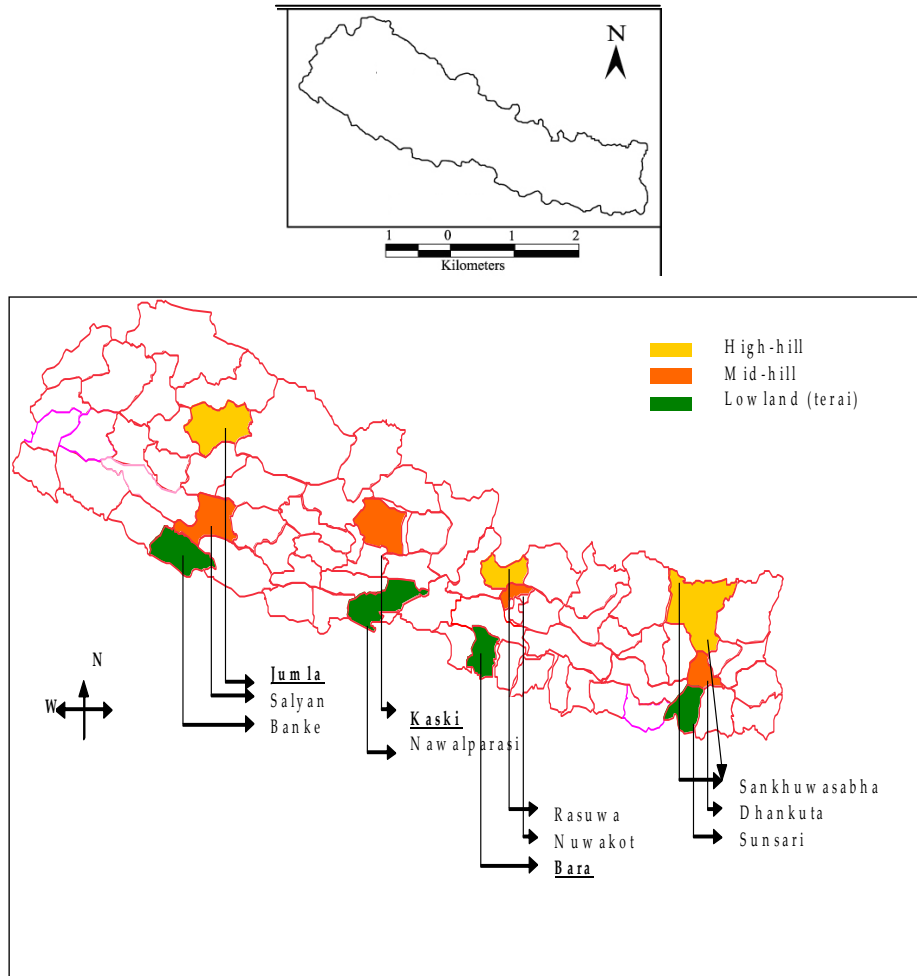 N
1 0 1 2
Kilometers
High-hill
Mid-hill
Lowland (terai)
N
W
Jumla
Salyan
Banke
Kaski
Nawalparasi
Rasuwa
Nuwakot
Bara
Sankhuwasabha
Dhankuta
Sunsari